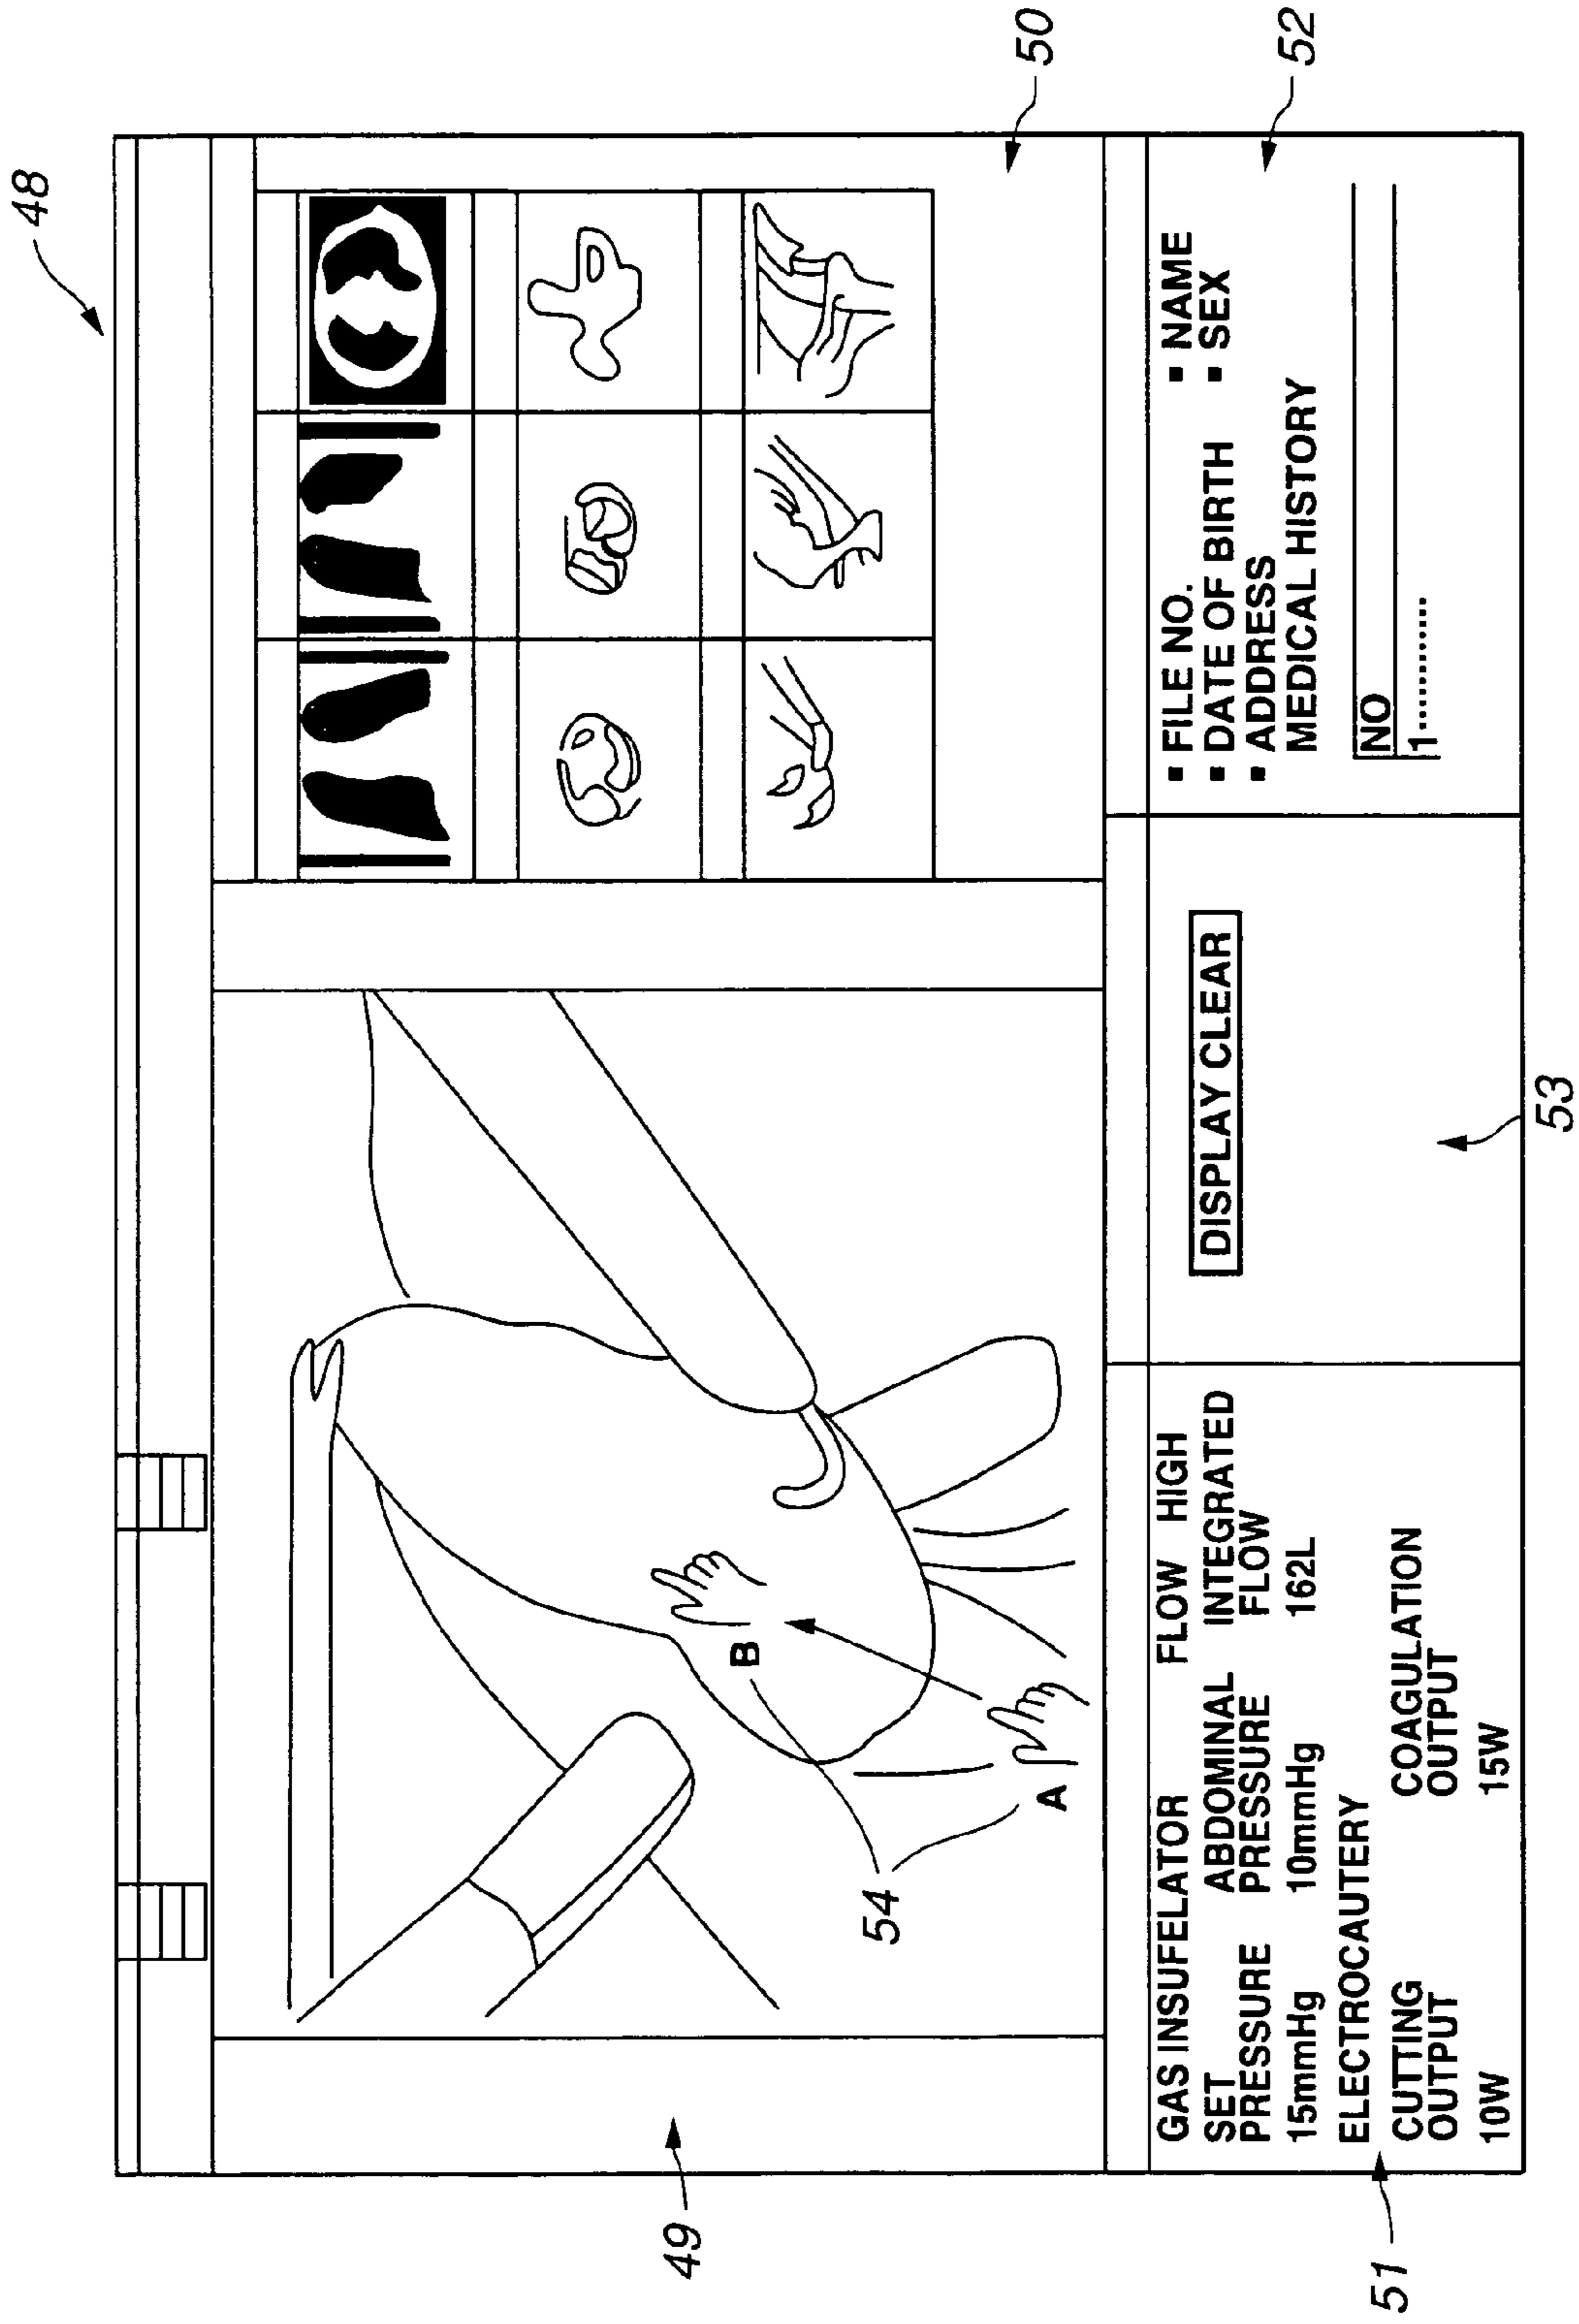 48
49
50
B
54
A
GAS INSUFELATOR FLOW HIGH
SET PRESSURE ABDOMINAL PRESSURE INTEGRATED FLOW
15mmHg 10mmHg 162L
ELECTROCAUTERY
CUTTING OUTPUT COAGULATION OUTPUT
10W 15W
51
DISPLAY CLEAR
53
▪ FILE NO. ▪ NAME
▪ DATE OF BIRTH ▪ SEX
▪ ADDRESS
MEDICAL HISTORY
NO
1...........
52